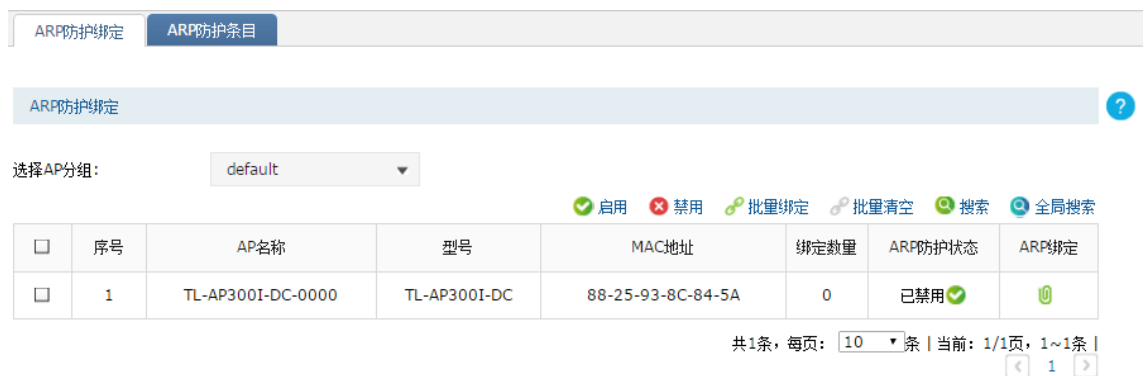 ARP防护绑定 ARP防护条目
ARP防护绑定 ?
选择AP分组: default
启用 禁用 批量绑定 批量清空 搜索 全局搜索
序号 AP名称 型号 MAC地址 绑定数量 ARP防护状态 ARP绑定
1 TL-AP300I-DC-0000 TL-AP300I-DC 88-25-93-8C-84-5A 0 已禁用
共1条，每页: 10 条 | 当前: 1/1页，1~1条 |
< 1 >